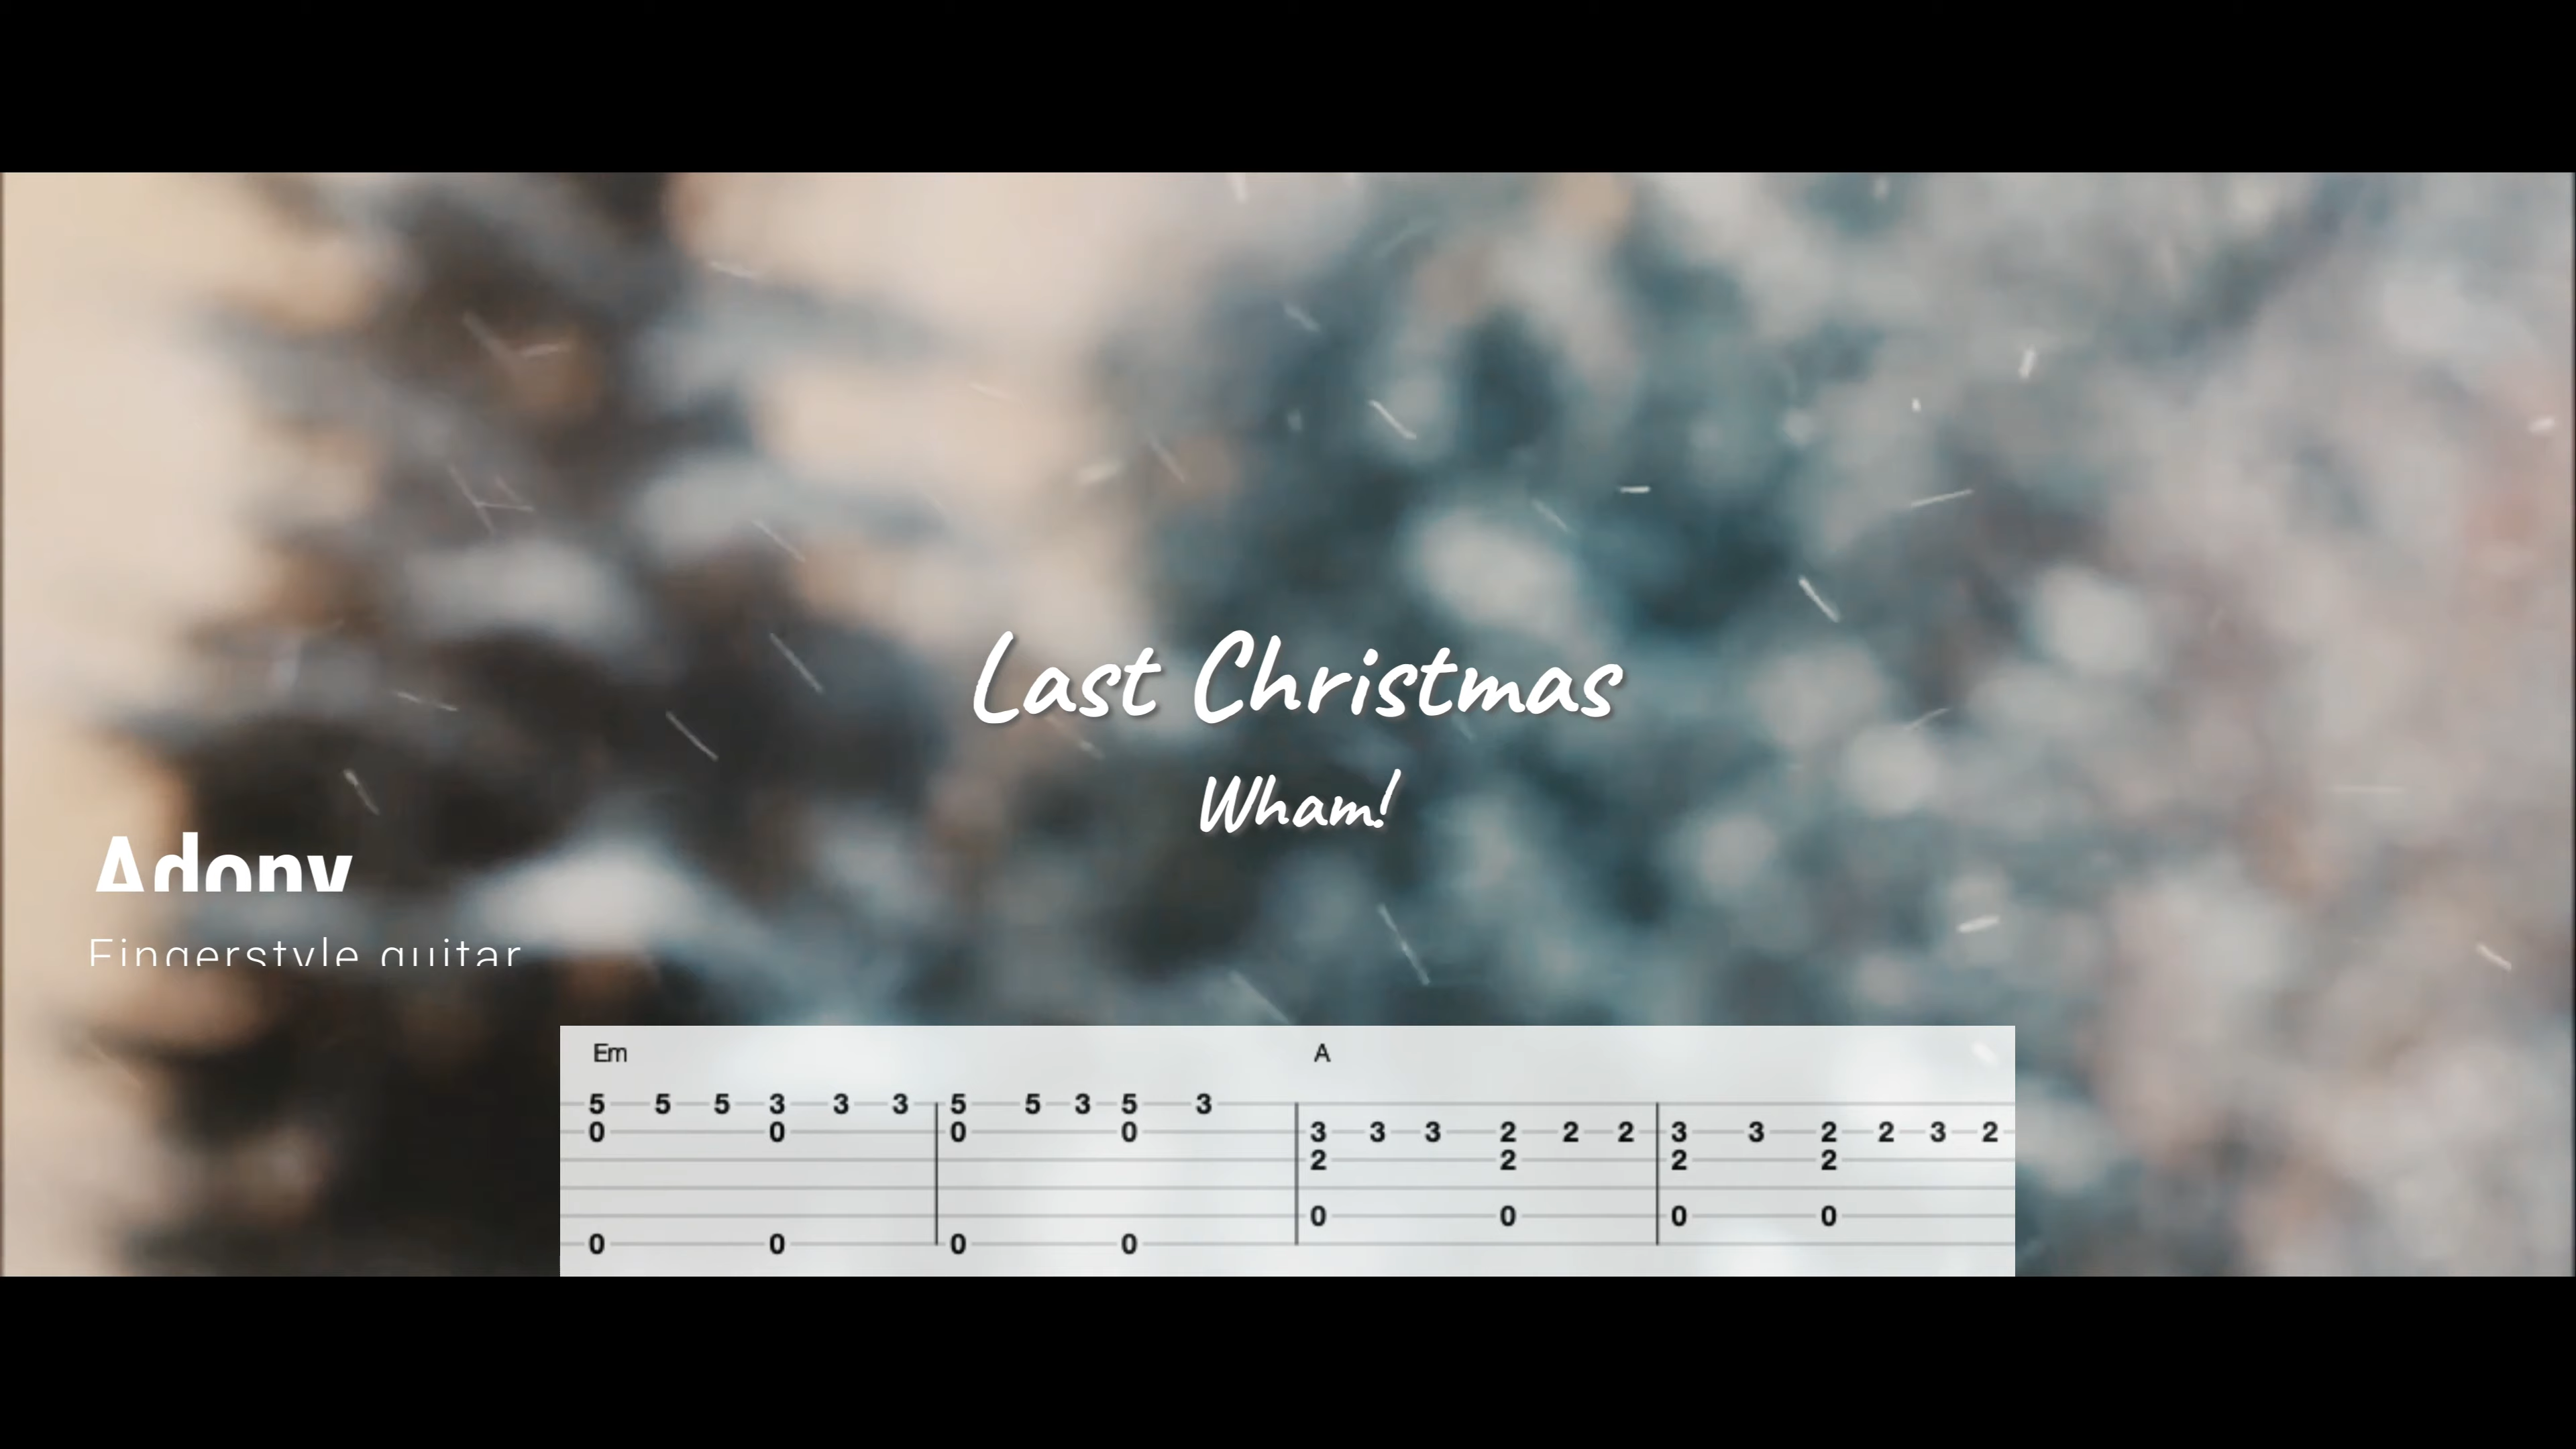 Last Christmas
Wham!
Adony
Fingerstyle guitar
Em A
5 5 5 3 3 3 5 5 3 5 3
0 0 0 0 3 3 3 2 2 2 3 3 2 2 3 2
2 2 2 2
0 0 0 0
0 0 0 0